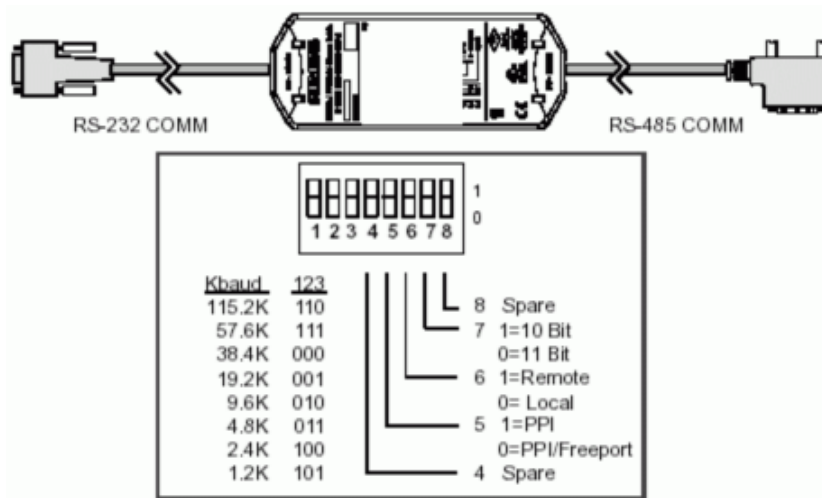 RS-232 COMM
RS-485 COMM
1
0
1 2 3 4 5 6 7 8
Kbaud 123
115.2K 110
57.6K 111
38.4K 000
19.2K 001
9.6K 010
4.8K 011
2.4K 100
1.2K 101
8 Spare
7 1=10 Bit
0=11 Bit
6 1=Remote
0= Local
5 1=PPI
0=PPI/Freeport
4 Spare